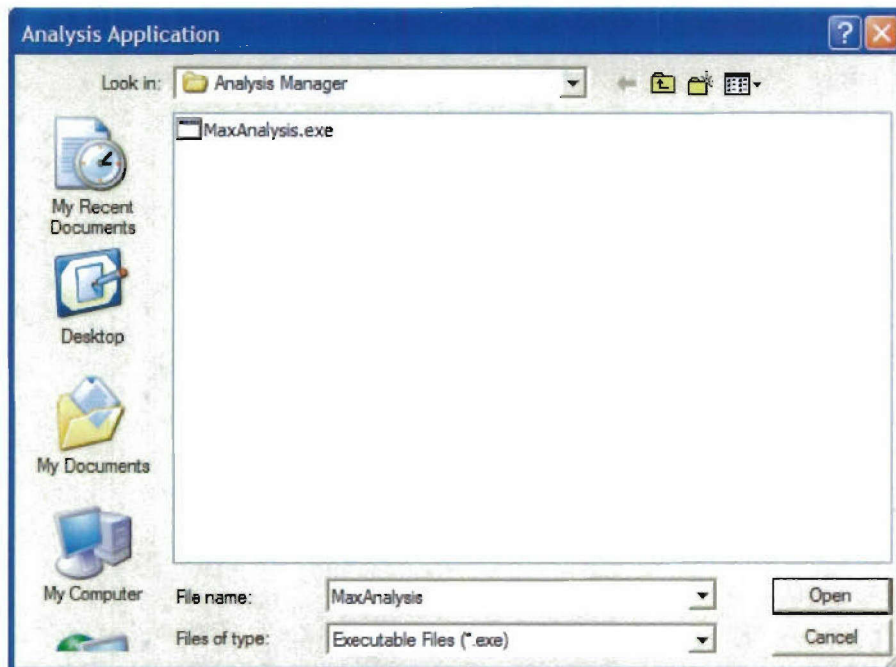 Analysis Application
Look in: Analysis Manager
MaxAnalysis.exe
My Recent
Documents
Desktop
My Documents
My Computer
File name: MaxAnalysis Open
Files of type: Executable Files (*.exe) Cancel